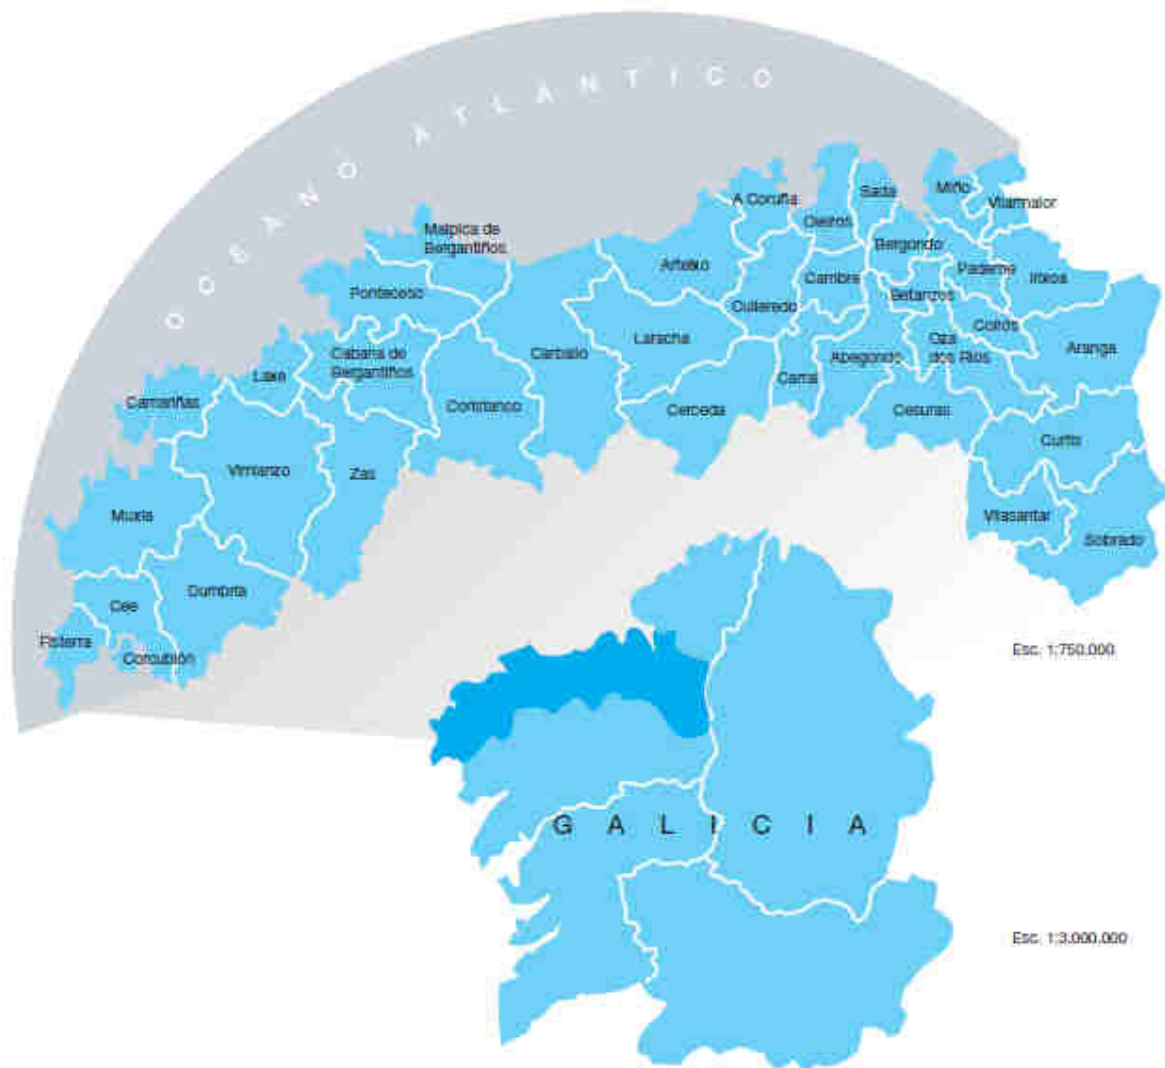 OCÉANO ATLÁNTICO
A Coruña
Sada
Miño
Vilarmaior
Oleiros
Malpica de
Bergantiños
Bergondo
Arteixo
Cambre
Paderne
Irixoa
Ponteceso
Betanzos
Culleredo
Coirós
Laracha
Oza
dos Ríos
Aranga
Carballo
Cabana de
Bergantiños
Abegondo
Laxe
Carral
Camariñas
Coristanco
Cerceda
Cesuras
Curtis
Vimianzo
Zas
Muxía
Vilasantar
Sobrado
Dumbría
Cee
Fisterra
Corcubión
Esc. 1:750.000
GALICIA
Esc. 1:3.000.000